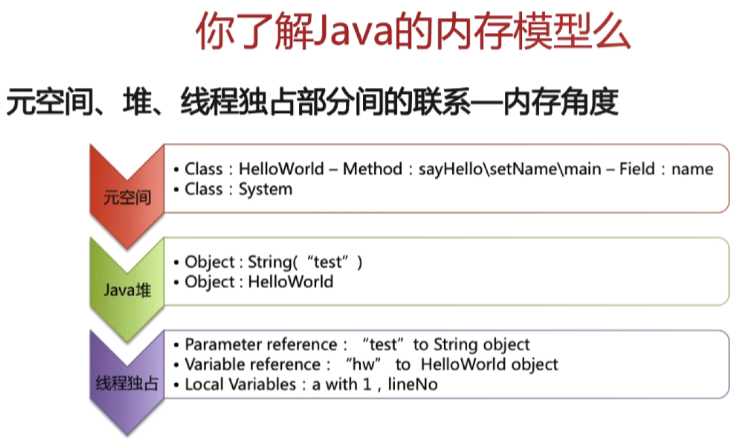 你了解Java的内存模型么
元空间、堆、线程独占部分间的联系—内存角度
元空间
• Class：HelloWorld – Method：sayHello\setName\main – Field：name
• Class：System
Java堆
• Object : String(“test”)
• Object : HelloWorld
线程独占
• Parameter reference：“test” to String object
• Variable reference：“hw” to HelloWorld object
• Local Variables：a with 1，lineNo